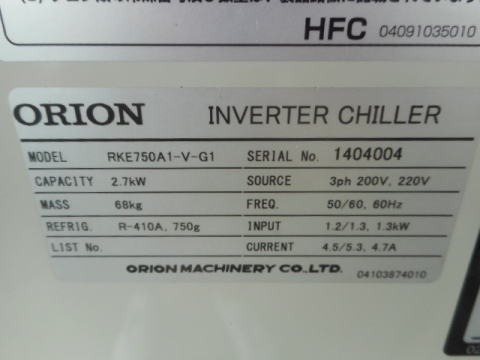 HFC 04091035010
ORION INVERTER CHILLER
MODEL RKE750A1-V-G1 SERIAL No. 1404004
CAPACITY 2.7kW SOURCE 3ph 200V, 220V
MASS 68kg FREQ. 50/60, 60Hz
REFRIG. R-410A, 750g INPUT 1.2/1.3, 1.3kW
LIST No. CURRENT 4.5/5.3, 4.7A
ORION MACHINERY CO.,LTD. 04103874010